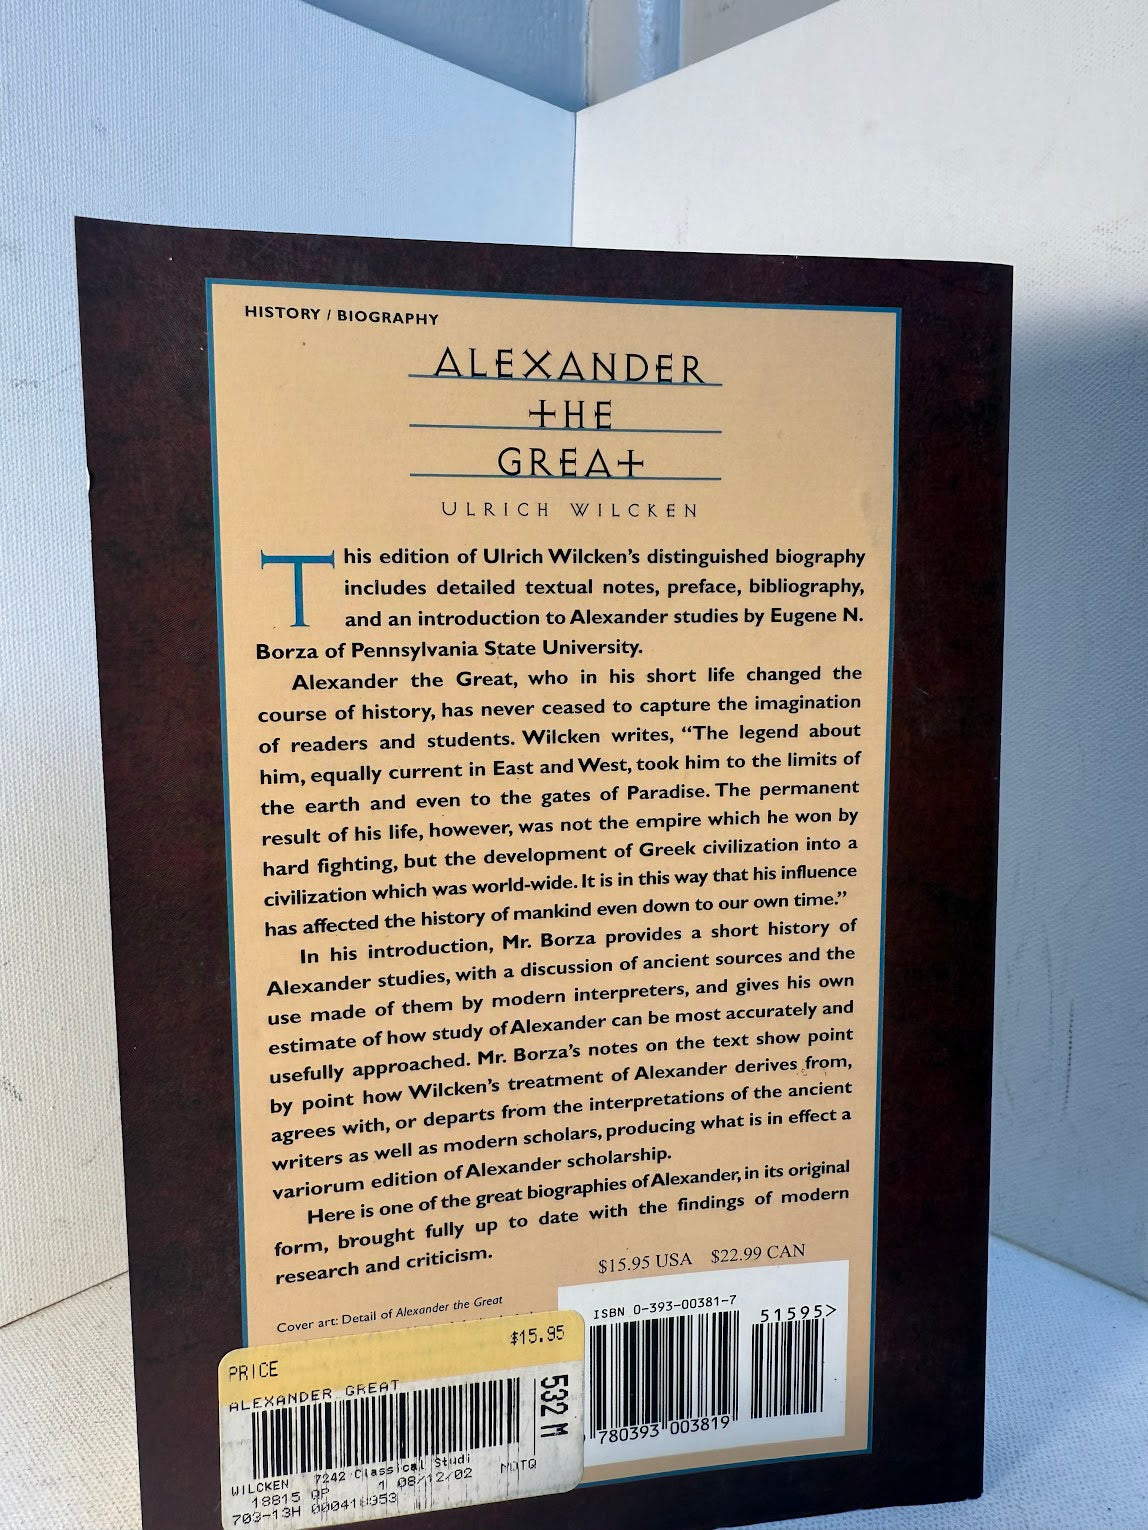 HISTORY / BIOGRAPHY
ALEXANDER
THE
GREAT
ULRICH WILCKEN
This edition of Ulrich Wilcken's distinguished biography
includes detailed textual notes, preface, bibliography,
and an introduction to Alexander studies by Eugene N.
Borza of Pennsylvania State University.
Alexander the Great, who in his short life changed the
course of history, has never ceased to capture the imagination
of readers and students. Wilcken writes, “The legend about
him, equally current in East and West, took him to the limits of
the earth and even to the gates of Paradise. The permanent
result of his life, however, was not the empire which he won by
hard fighting, but the development of Greek civilization into a
civilization which was world-wide. It is in this way that his influence
has affected the history of mankind even down to our own time.”
In his introduction, Mr. Borza provides a short history of
Alexander studies, with a discussion of ancient sources and the
use made of them by modern interpreters, and gives his own
estimate of how study of Alexander can be most accurately and
usefully approached. Mr. Borza's notes on the text show point
by point how Wilcken's treatment of Alexander derives from,
agrees with, or departs from the interpretations of the ancient
writers as well as modern scholars, producing what is in effect a
variorum edition of Alexander scholarship.
Here is one of the great biographies of Alexander, in its original
form, brought fully up to date with the findings of modern
research and criticism.
$15.95 USA $22.99 CAN
Cover art: Detail of Alexander the Great
ISBN 0-393-00381-7
51595>
780393 003819
PRICE $15.95
ALEXANDER GREAT
532 M
WILCKEN 7242 Classical Studi
18815 QP 1 08/12/02 MUTQ
703-13H